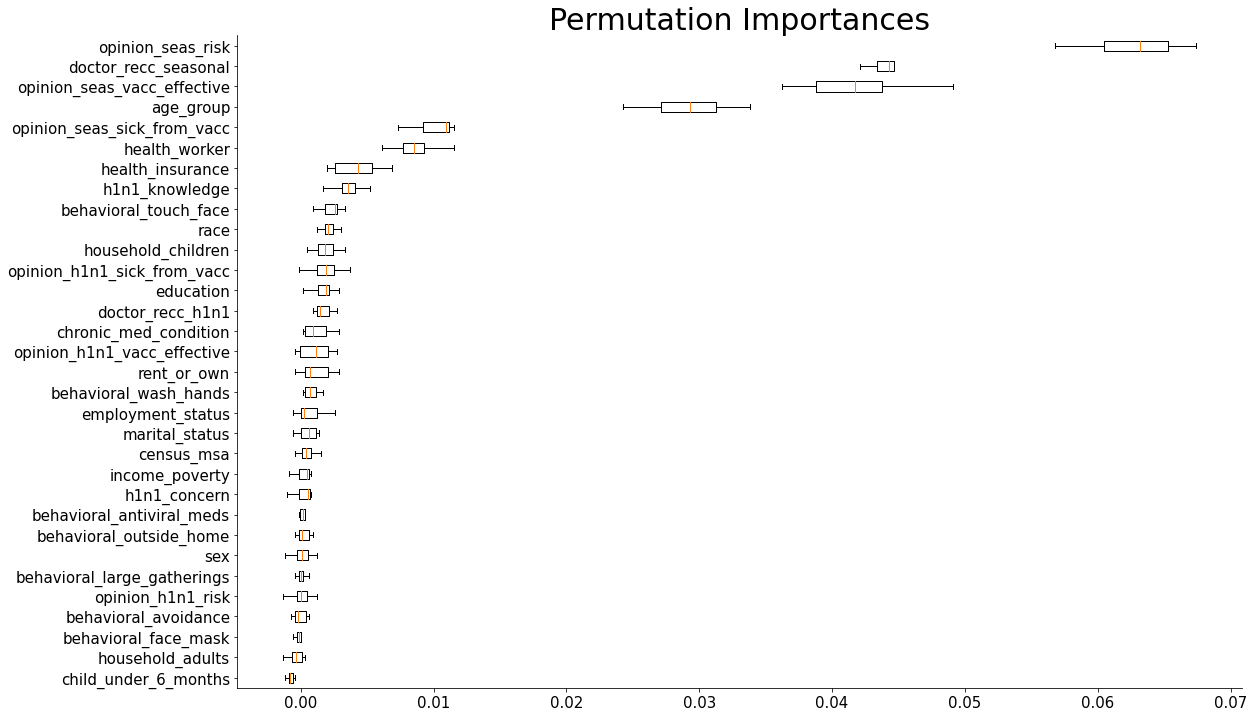 Permutation Importances
opinion_seas_risk
doctor_recc_seasonal
opinion_seas_vacc_effective
age_group
opinion_seas_sick_from_vacc
health_worker
health_insurance
h1n1_knowledge
behavioral_touch_face
race
household_children
opinion_h1n1_sick_from_vacc
education
doctor_recc_h1n1
chronic_med_condition
opinion_h1n1_vacc_effective
rent_or_own
behavioral_wash_hands
employment_status
marital_status
census_msa
income_poverty
h1n1_concern
behavioral_antiviral_meds
behavioral_outside_home
sex
behavioral_large_gatherings
opinion_h1n1_risk
behavioral_avoidance
behavioral_face_mask
household_adults
child_under_6_months
0.00 0.01 0.02 0.03 0.04 0.05 0.06 0.07